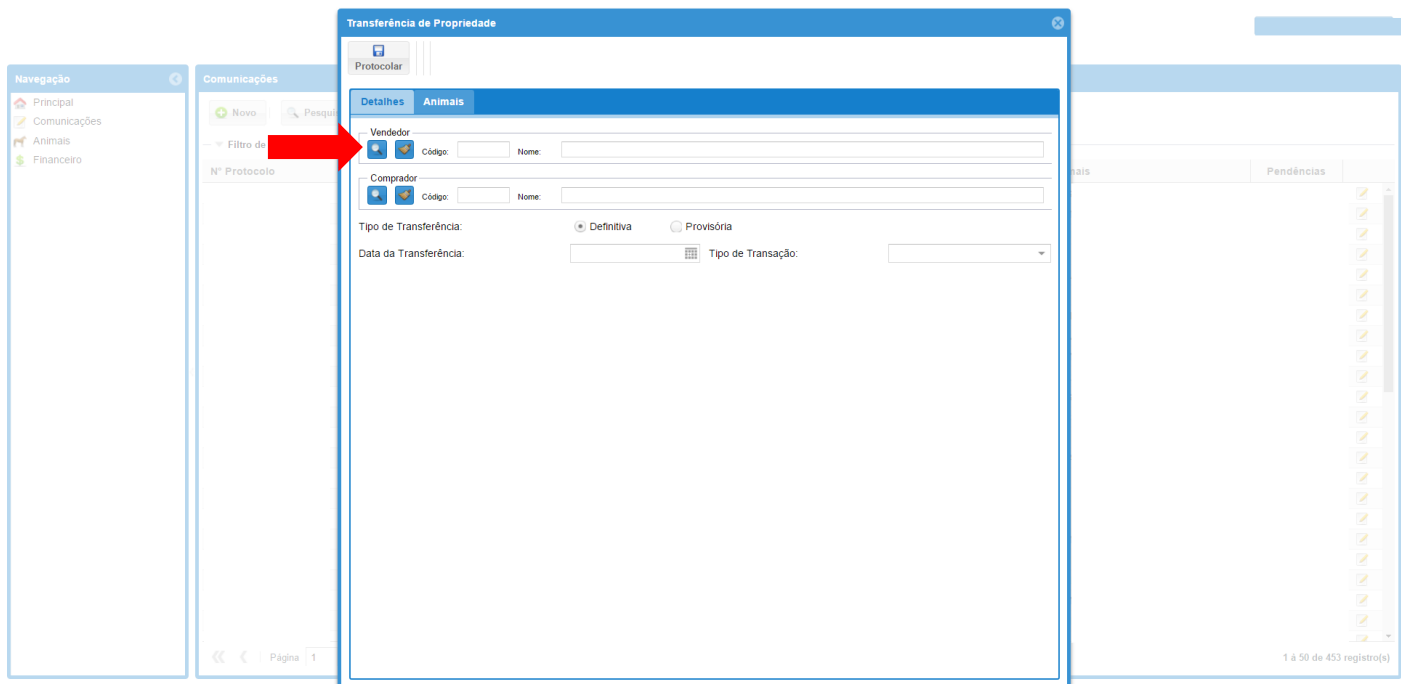 Transferência de Propriedade
Protocolar
Navegação
Comunicações
Principal
Comunicações
Animais
Financeiro
Novo
Filtro de
N° Protocolo
Pendências
Detalhes Animais
Vendedor
Código: Nome:
Comprador
Código: Nome:
Tipo de Transferência: Definitiva Provisória
Data da Transferência: Tipo de Transação:
Página 1
1 á 50 de 453 registro(s)